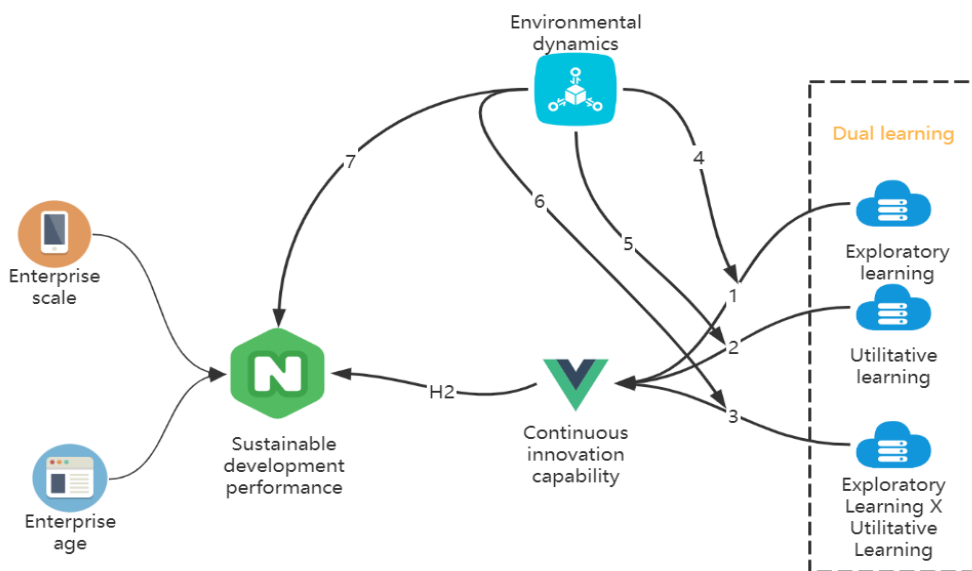 Environmental
dynamics
Dual learning
7
4
6
5
Exploratory
learning
Enterprise
scale
1
2
Utilitative
learning
H2
3
N
Sustainable
development
performance
Continuous
innovation
capability
Exploratory
Learning X
Utilitative
Learning
Enterprise
age